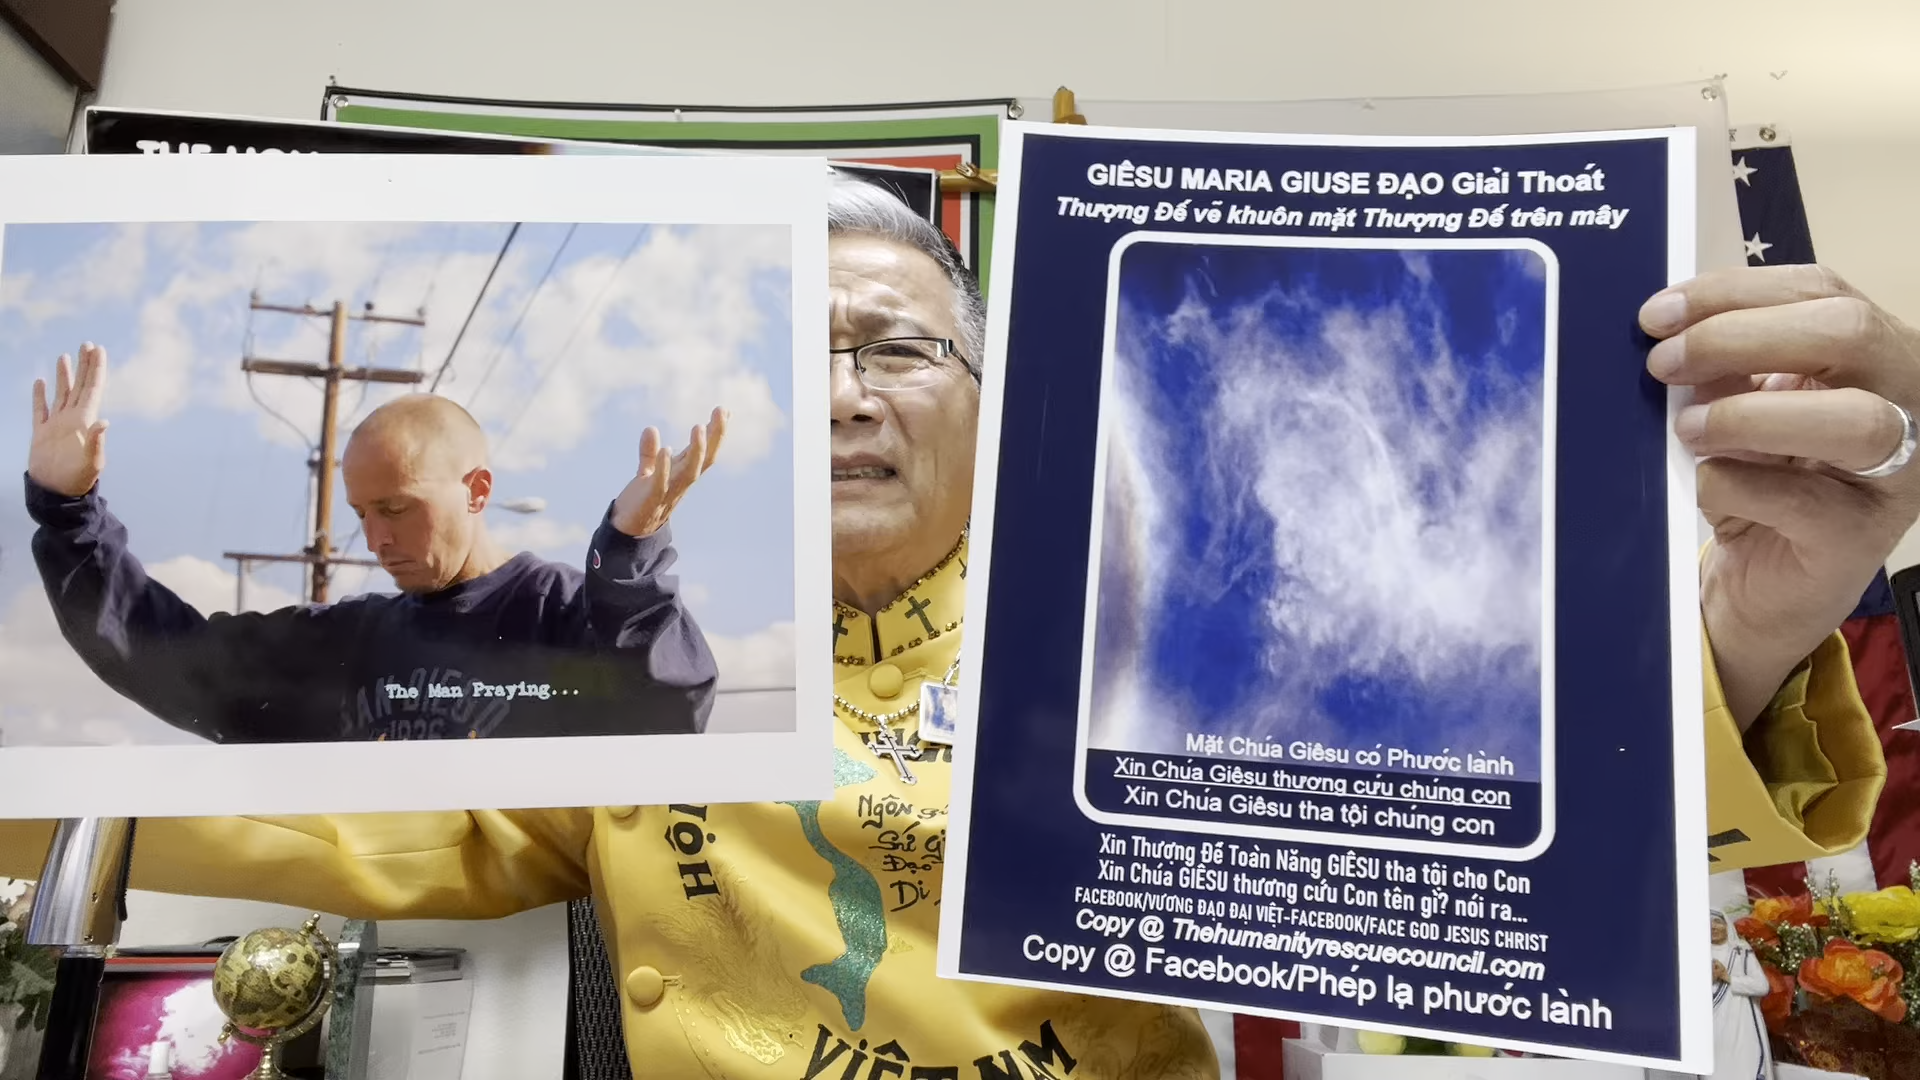 The Man Praying...
SAN DIEGO
GIÊSU MARIA GIUSE ĐẠO Giải Thoát
Thượng Đế vẽ khuôn mặt Thượng Đế trên mây
Mặt Chúa Giêsu có Phước lành
Xin Chúa Giêsu thương cứu chúng con
Xin Chúa Giêsu tha tội chúng con
Xin Thượng Đế Toàn Năng GIÊSU tha tội cho Con
Xin Chúa GIÊSU thương cứu Con tên gì? nói ra...
FACEBOOK/VƯƠNG ĐẠO ĐẠI VIỆT-FACEBOOK/FACE GOD JESUS CHRIST
Copy @ Thehumanityrescuecouncil.com
Copy @ Facebook/Phép lạ phước lành
Ngôn
Sứ
Đạo
Di
VIỆT NAM